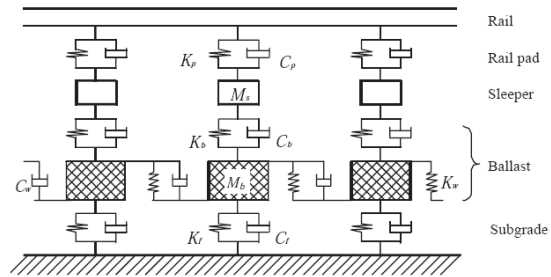 Rail
Kp Cp Rail pad
Ms Sleeper
Kb Cb
Cw Mb Kw Ballast
Kf Cf Subgrade